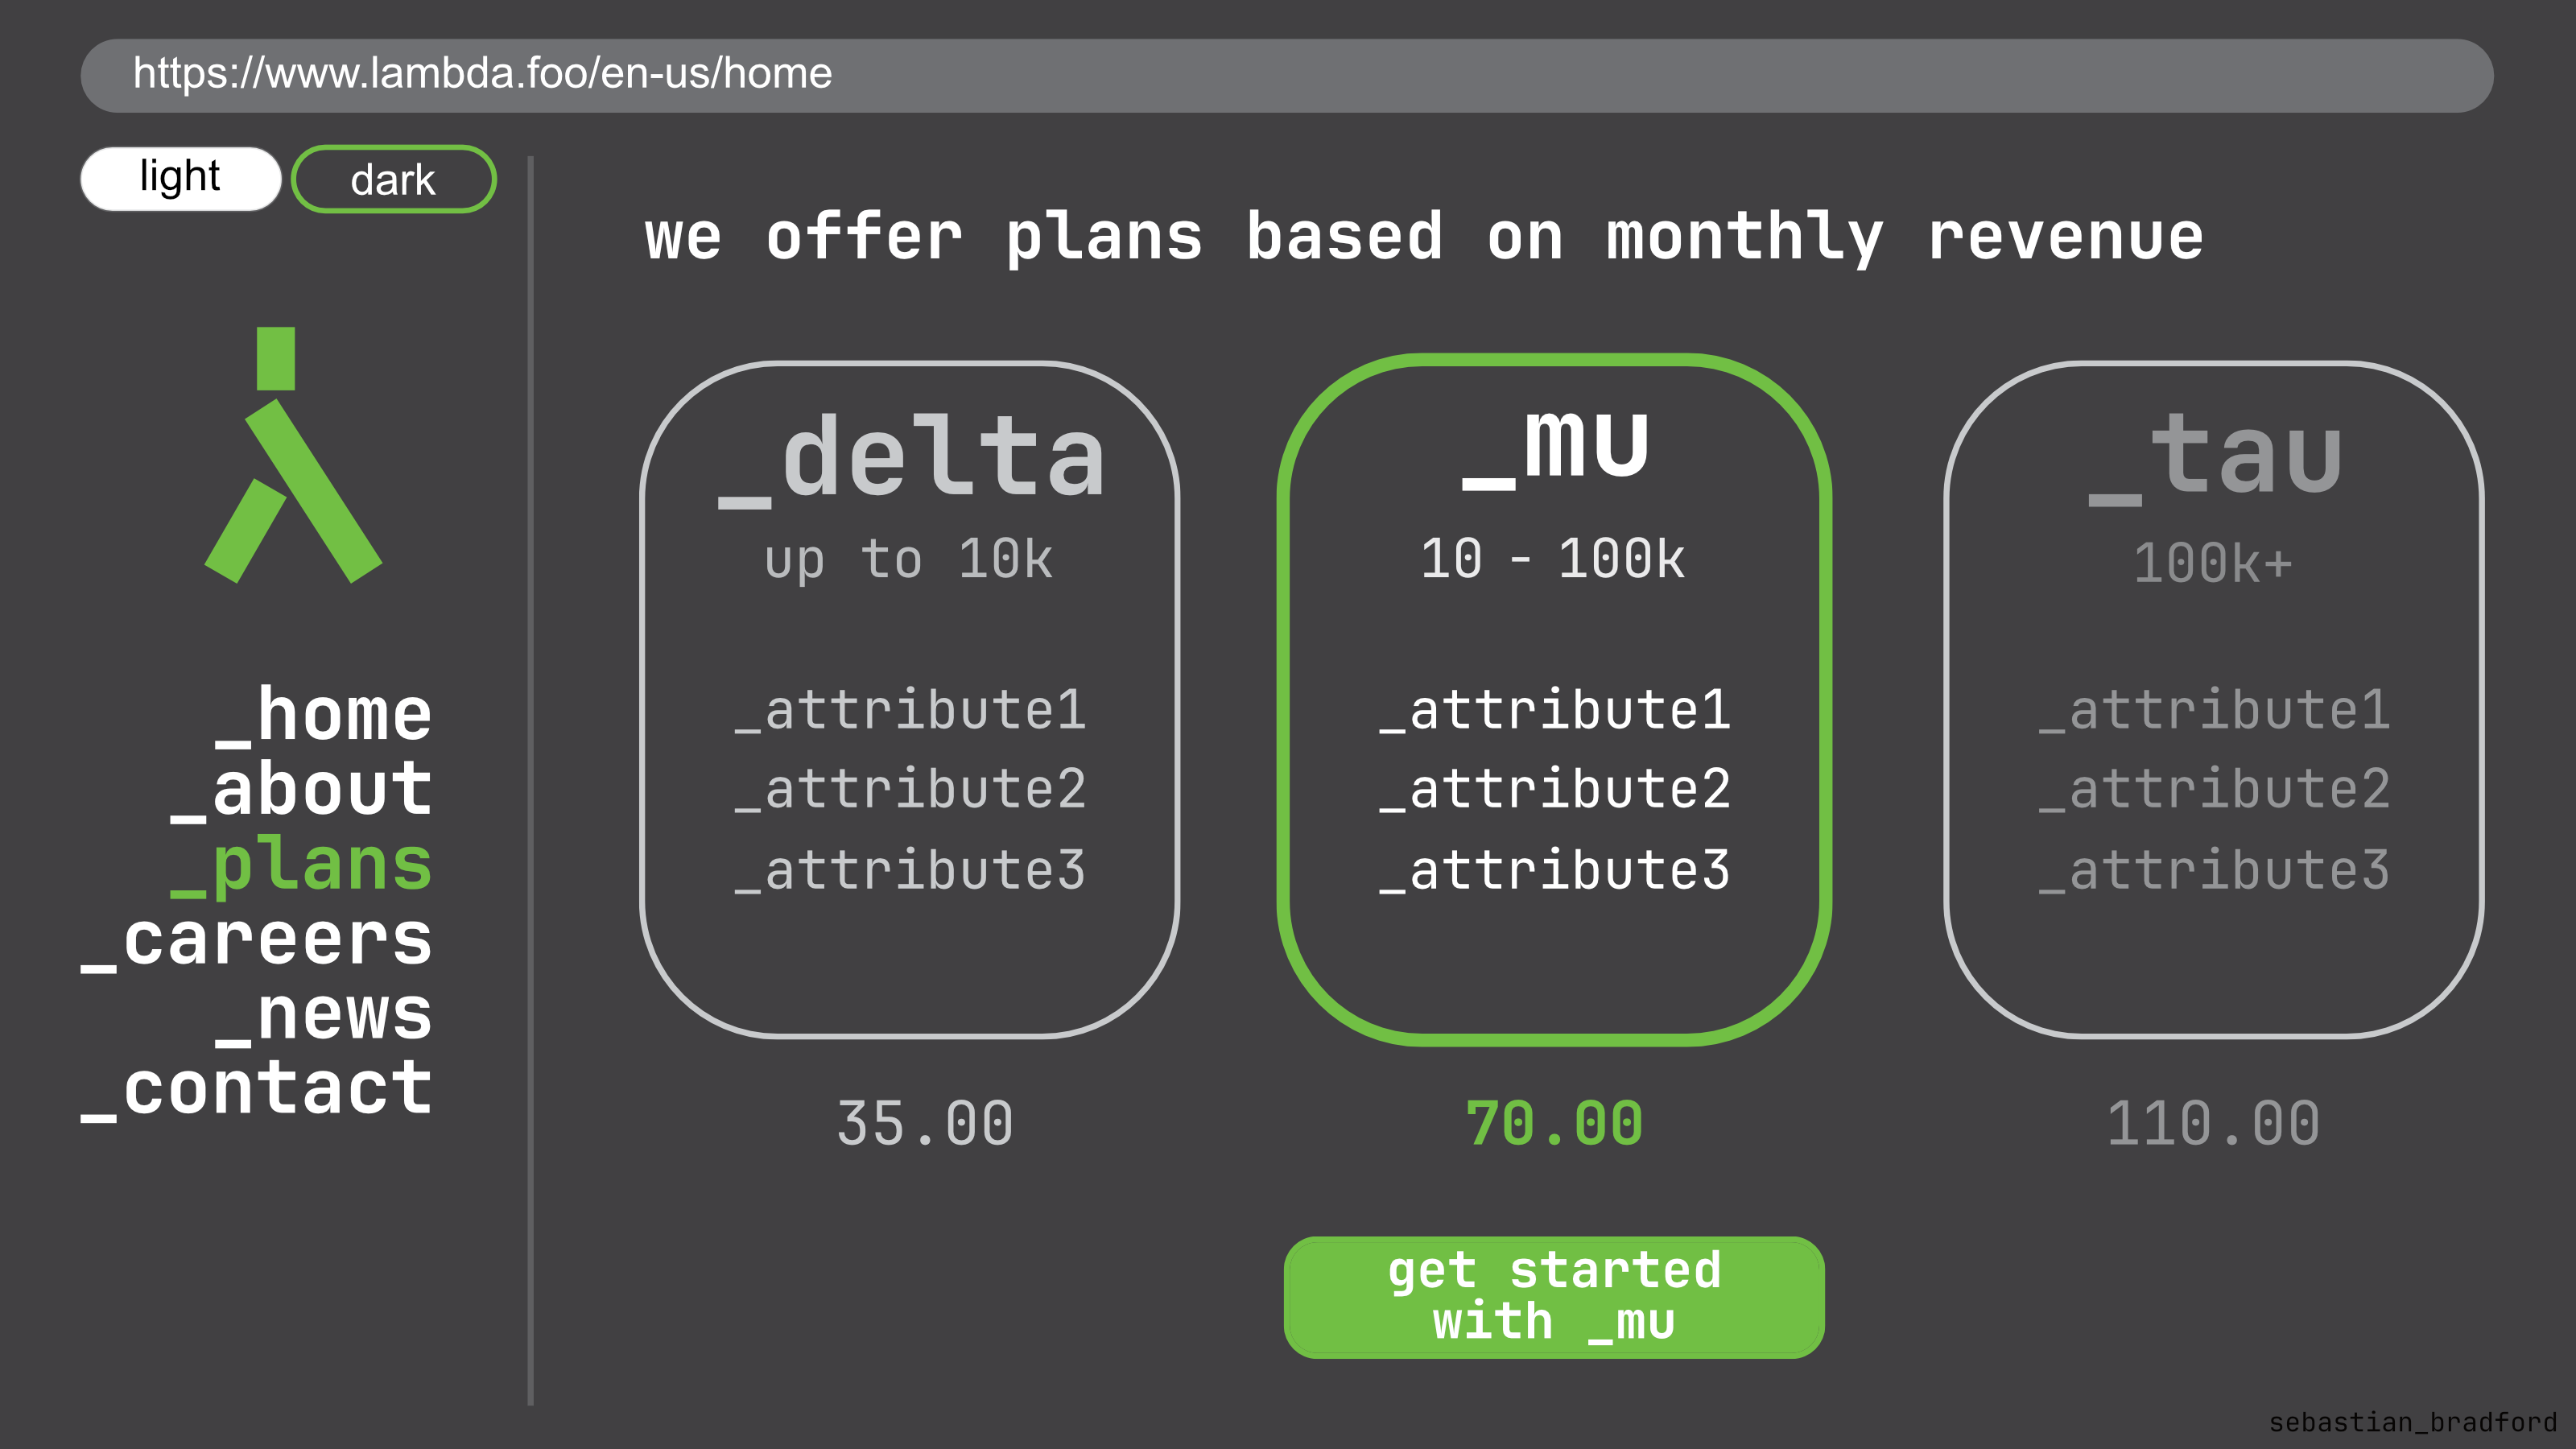 https://www.lambda.foo/en-us/home
light
dark
_home
_about
_plans
_careers
_news
_contact
we offer plans based on monthly revenue
_delta
up to 10k
_attribute1
_attribute2
_attribute3
35.00
_mu
10 - 100k
_attribute1
_attribute2
_attribute3
70.00
get started
with _mu
_tau
100k+
_attribute1
_attribute2
_attribute3
110.00
sebastian_bradford